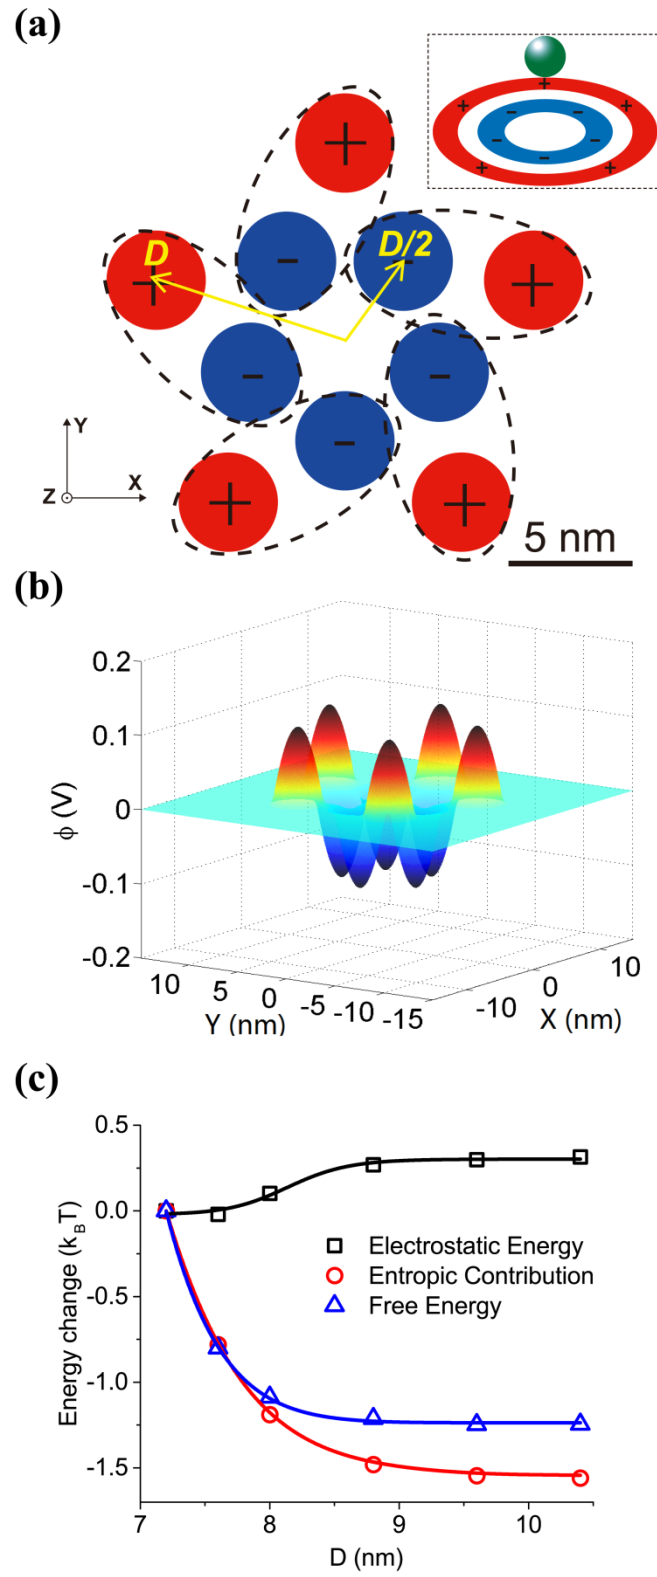 (a)
+
+ + +
- - -
+ - - +
D D/2
+ - - +
- -
Y
Z X
-
+ +
5 nm
(b)
0.2
0.1
0
-0.1
-0.2
ϕ (V)
10 5 0 -5 -10 -15
Y (nm)
-10 0 10
X (nm)
(c)
0.5
0.0
-0.5
-1.0
-1.5
Energy change (k_BT)
Electrostatic Energy
Entropic Contribution
Free Energy
7 8 9 10
D (nm)